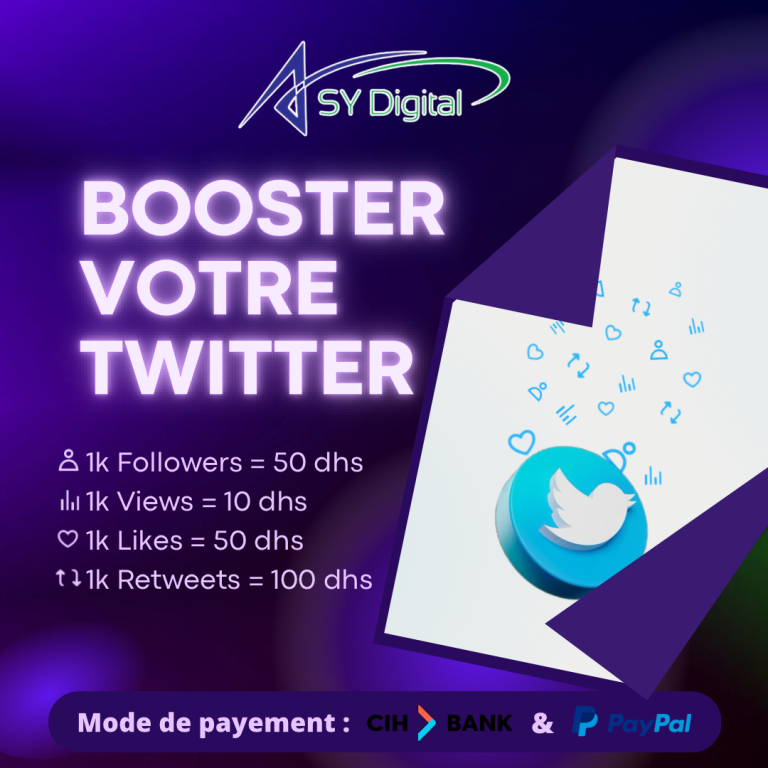 ASY Digital
BOOSTER
VOTRE
TWITTER
1k Followers = 50 dhs
1k Views = 10 dhs
1k Likes = 50 dhs
1k Retweets = 100 dhs
Mode de payement : CIH BANK & PayPal